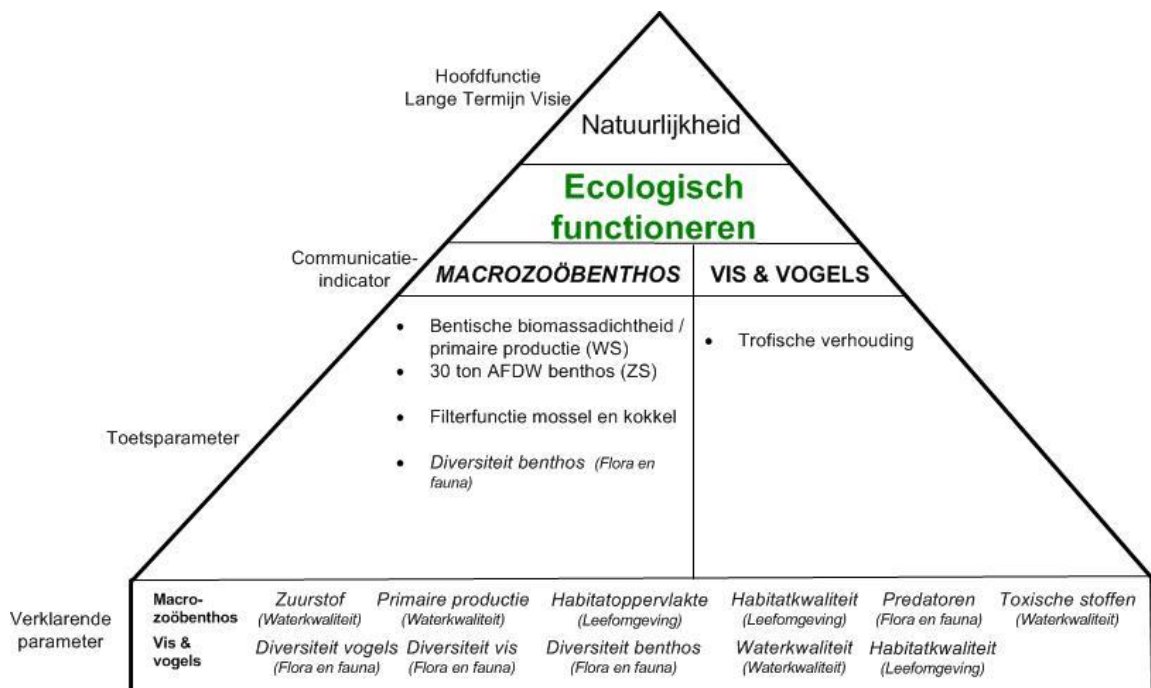 Hoofdfunctie
Lange Termijn Visie
Natuurlijkheid
Ecologisch
functioneren
Communicatie-
indicator
MACROZOÖBENTHOS
VIS & VOGELS
• Bentische biomassadichtheid /
primaire productie (WS)
• 30 ton AFDW benthos (ZS)
• Filterfunctie mossel en kokkel
• Diversiteit benthos (Flora en
fauna)
• Trofische verhouding
Toetsparameter
Verklarende
parameter
Macro-
zoöbenthos
Zuurstof
(Waterkwaliteit)
Primaire productie
(Waterkwaliteit)
Habitatoppervlakte
(Leefomgeving)
Habitatkwaliteit
(Leefomgeving)
Predatoren
(Flora en fauna)
Toxische stoffen
(Waterkwaliteit)
Vis &
vogels
Diversiteit vogels
(Flora en fauna)
Diversiteit vis
(Flora en fauna)
Diversiteit benthos
(Flora en fauna)
Waterkwaliteit
(Waterkwaliteit)
Habitatkwaliteit
(Leefomgeving)